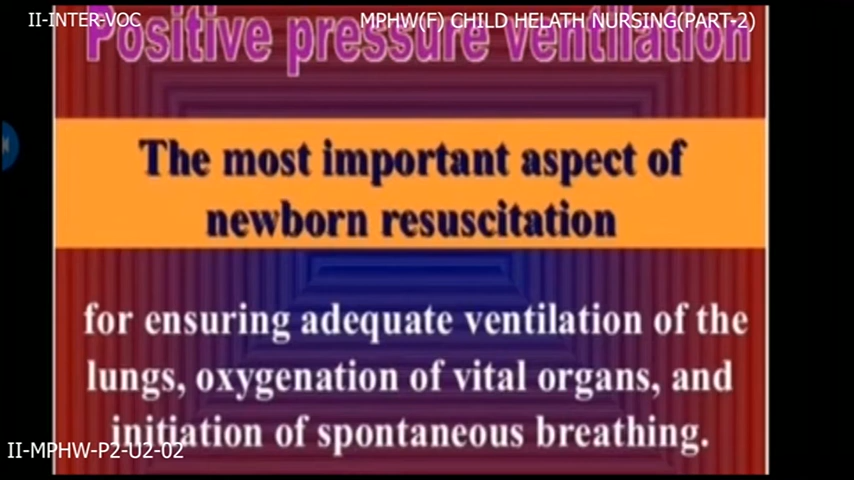 II-INTER-VOC
MPHW(F) CHILD HELATH NURSING(PART-2)
Positive pressure ventilation
The most important aspect of
newborn resuscitation
for ensuring adequate ventilation of the
lungs, oxygenation of vital organs, and
initiation of spontaneous breathing.
II-MPHW-P2-U2-02